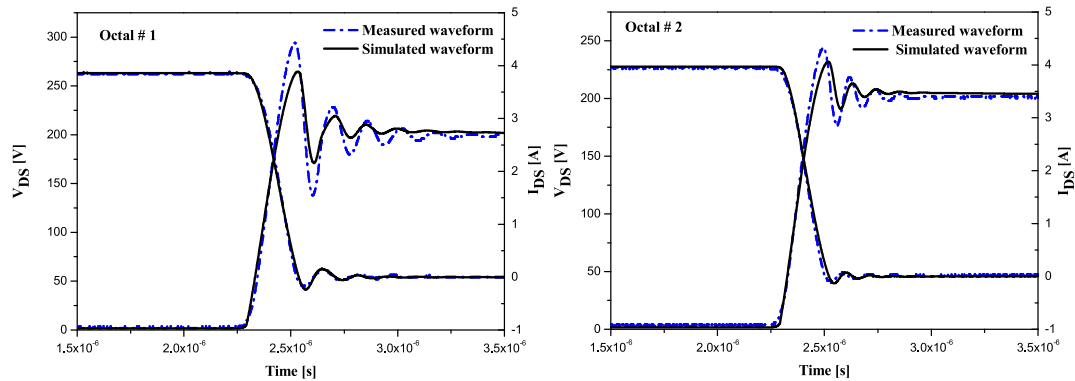 Octal # 1
Measured waveform
Simulated waveform
V_DS [V]
300
250
200
150
100
50
0
I_DS [A]
5
4
3
2
1
0
-1
1.5x10^-6
2.0x10^-6
2.5x10^-6
3.0x10^-6
3.5x10^-6
Time [s]
Octal # 2
Measured waveform
Simulated waveform
V_DS [V]
250
200
150
100
50
0
I_DS [A]
5
4
3
2
1
0
-1
1.5x10^-6
2.0x10^-6
2.5x10^-6
3.0x10^-6
3.5x10^-6
Time [s]